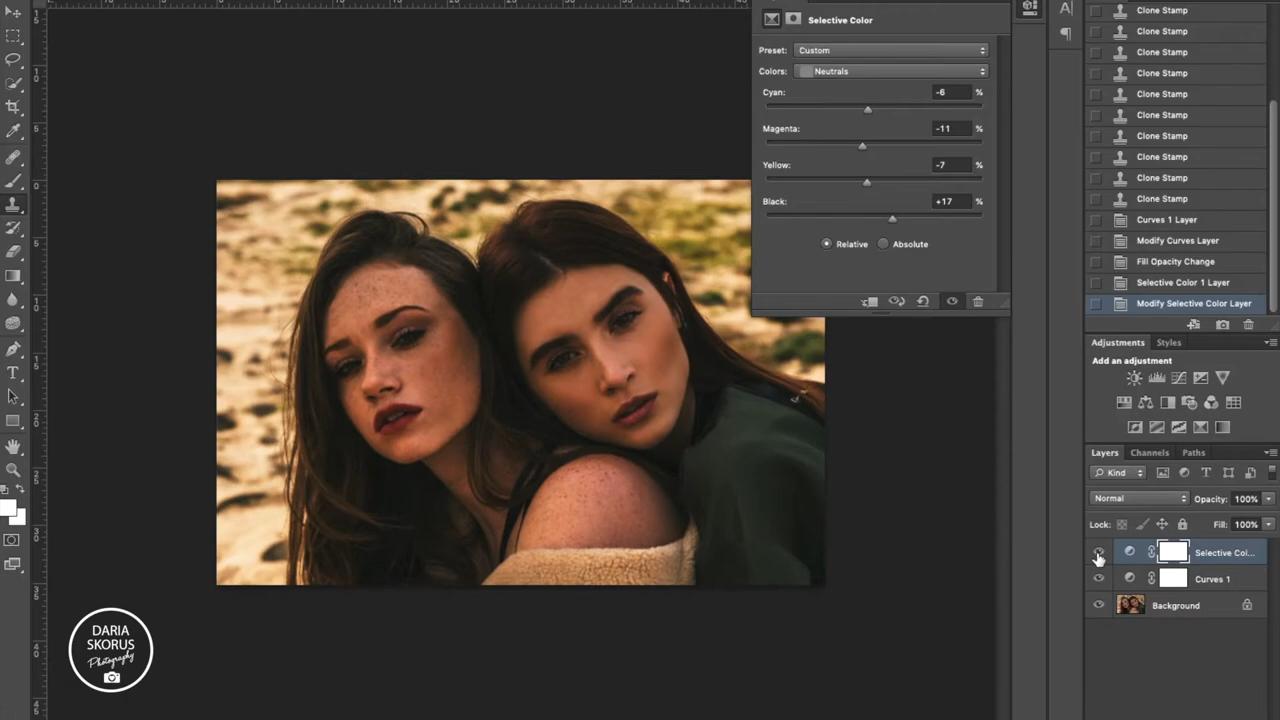 Selective Color
Preset: Custom
Colors: Neutrals
Cyan: -6 %
Magenta: -11 %
Yellow: -7 %
Black: +17 %
Relative Absolute
DARIA
SKORUS
Photography
Clone Stamp
Clone Stamp
Clone Stamp
Clone Stamp
Clone Stamp
Clone Stamp
Clone Stamp
Clone Stamp
Clone Stamp
Clone Stamp
Curves 1 Layer
Modify Curves Layer
Fill Opacity Change
Selective Color 1 Layer
Modify Selective Color Layer
Adjustments Styles
Add an adjustment
Layers Channels Paths
Kind
Normal Opacity: 100%
Lock: Fill: 100%
Selective Col...
Curves 1
Background